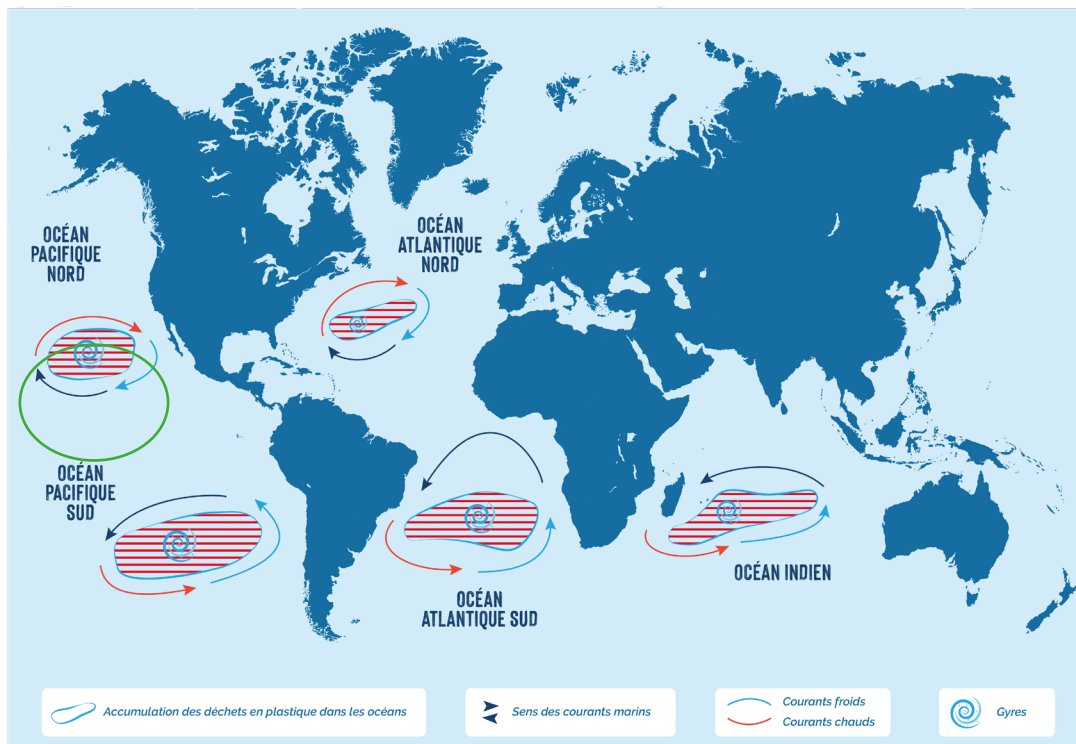 OCÉAN
PACIFIQUE
NORD
OCÉAN
ATLANTIQUE
NORD
OCÉAN
PACIFIQUE
SUD
OCÉAN
ATLANTIQUE SUD
OCÉAN INDIEN
Accumulation des déchets en plastique dans les océans
Sens des courants marins
Courants froids
Courants chauds
Gyres